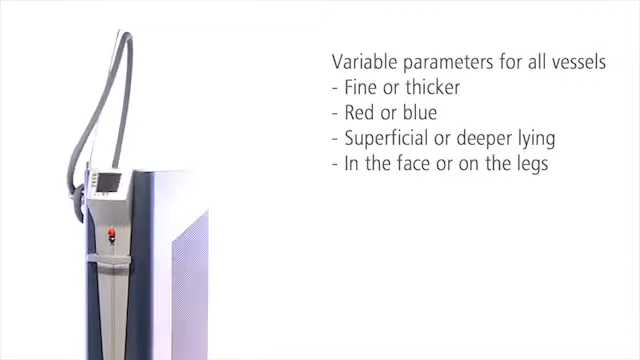 Variable parameters for all vessels
- Fine or thicker
- Red or blue
- Superficial or deeper lying
- In the face or on the legs